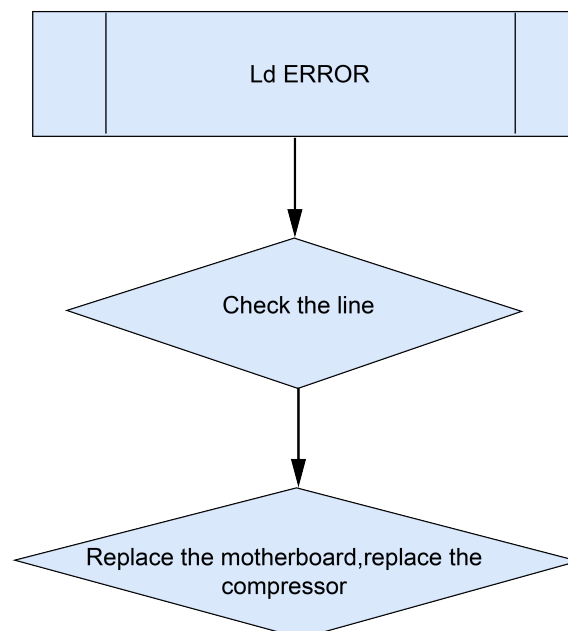 Ld ERROR
Check the line
Replace the motherboard,replace the
compressor